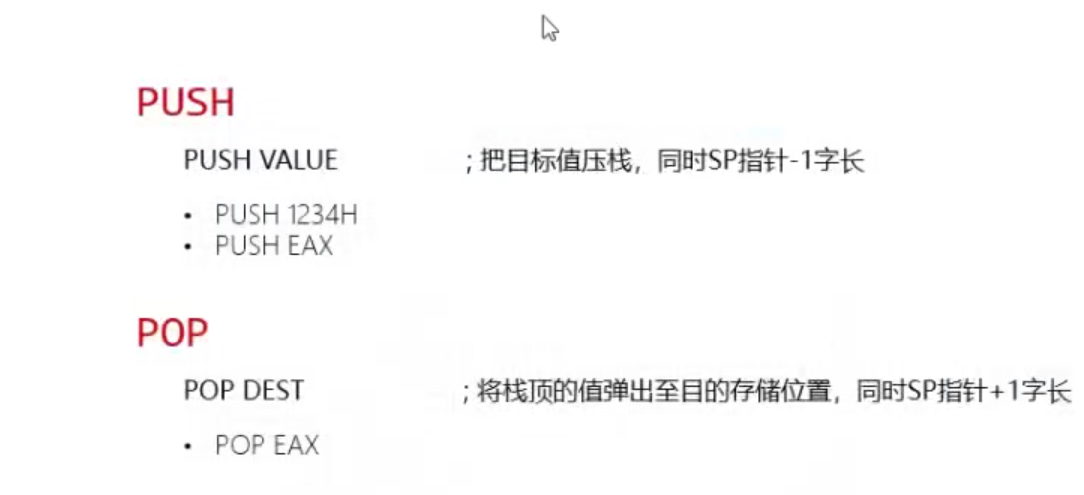 PUSH
PUSH VALUE ; 把目标值压栈，同时SP指针-1字长
• PUSH 1234H
• PUSH EAX
POP
POP DEST ; 将栈顶的值弹出至目的存储位置，同时SP指针+1字长
• POP EAX